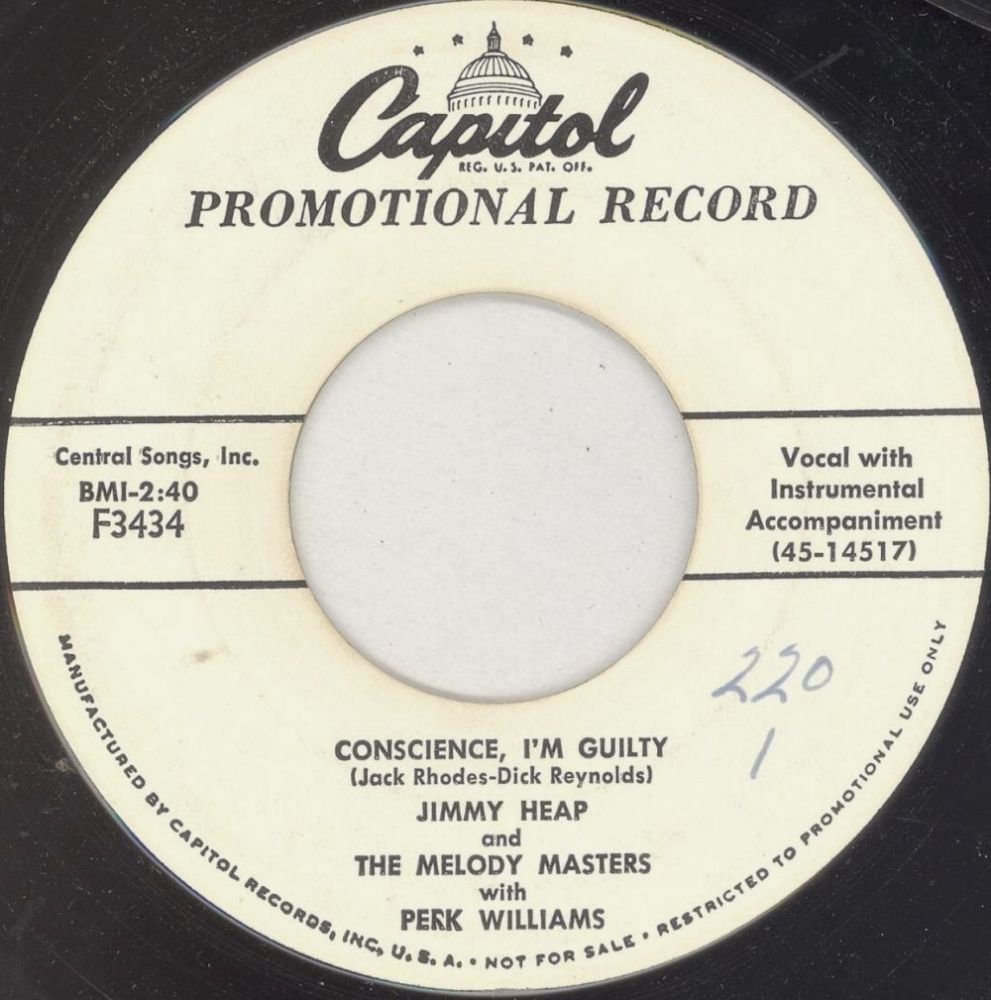 Capitol
REG. U.S. PAT. OFF.
PROMOTIONAL RECORD
Central Songs, Inc.
BMI-2:40
F3434
Vocal with
Instrumental
Accompaniment
(45-14517)
220
1
CONSCIENCE, I'M GUILTY
(Jack Rhodes-Dick Reynolds)
JIMMY HEAP
and
THE MELODY MASTERS
with
PERK WILLIAMS
MANUFACTURED BY CAPITOL RECORDS, INC, U.S.A. • NOT FOR SALE • RESTRICTED TO PROMOTIONAL USE ONLY